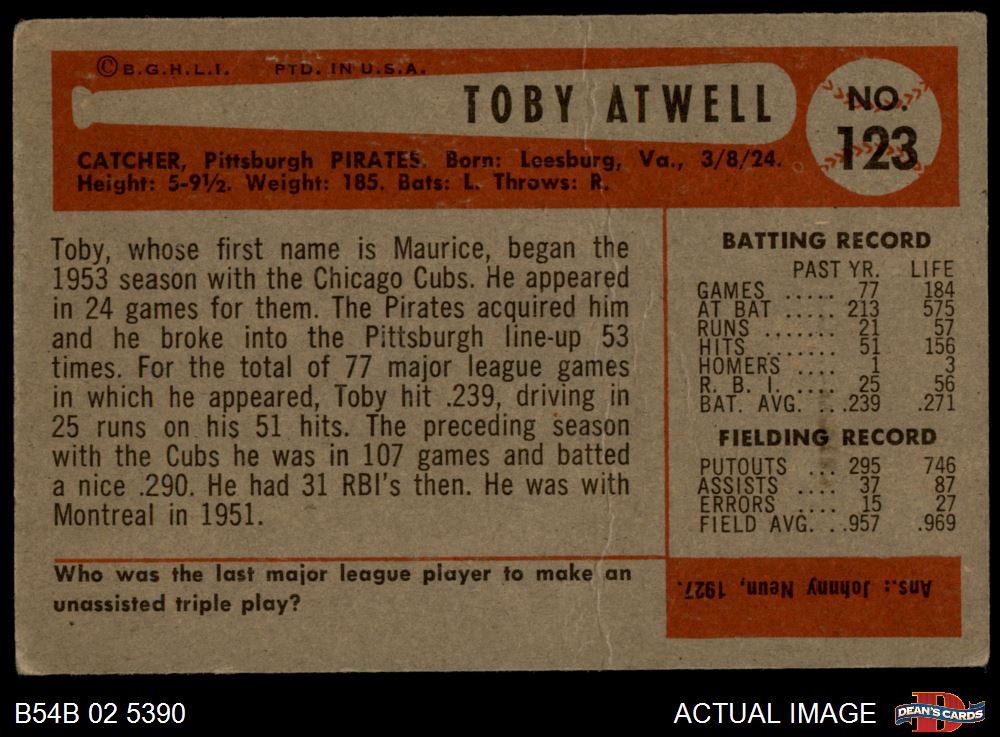 © B.G.H.L.I. PTD. IN U.S.A.
TOBY ATWELL
NO.
123
CATCHER, Pittsburgh PIRATES. Born: Leesburg, Va., 3/8/24.
Height: 5-9½. Weight: 185. Bats: L. Throws: R.
Toby, whose first name is Maurice, began the
1953 season with the Chicago Cubs. He appeared
in 24 games for them. The Pirates acquired him
and he broke into the Pittsburgh line-up 53
times. For the total of 77 major league games
in which he appeared, Toby hit .239, driving in
25 runs on his 51 hits. The preceding season
with the Cubs he was in 107 games and batted
a nice .290. He had 31 RBI's then. He was with
Montreal in 1951.
BATTING RECORD
PAST YR. LIFE
GAMES ..... 77 184
AT BAT ..... 213 575
RUNS ....... 21 57
HITS ........ 51 156
HOMERS .... 1 3
R. B. I. ..... 25 56
BAT. AVG. .. .239 .271
FIELDING RECORD
PUTOUTS ... 295 746
ASSISTS .... 37 87
ERRORS .... 15 27
FIELD AVG. . .957 .969
Who was the last major league player to make an
unassisted triple play?
Ans.: Johnny Neun, 1927.
B54B 02 5390
ACTUAL IMAGE
DEAN'S CARDS